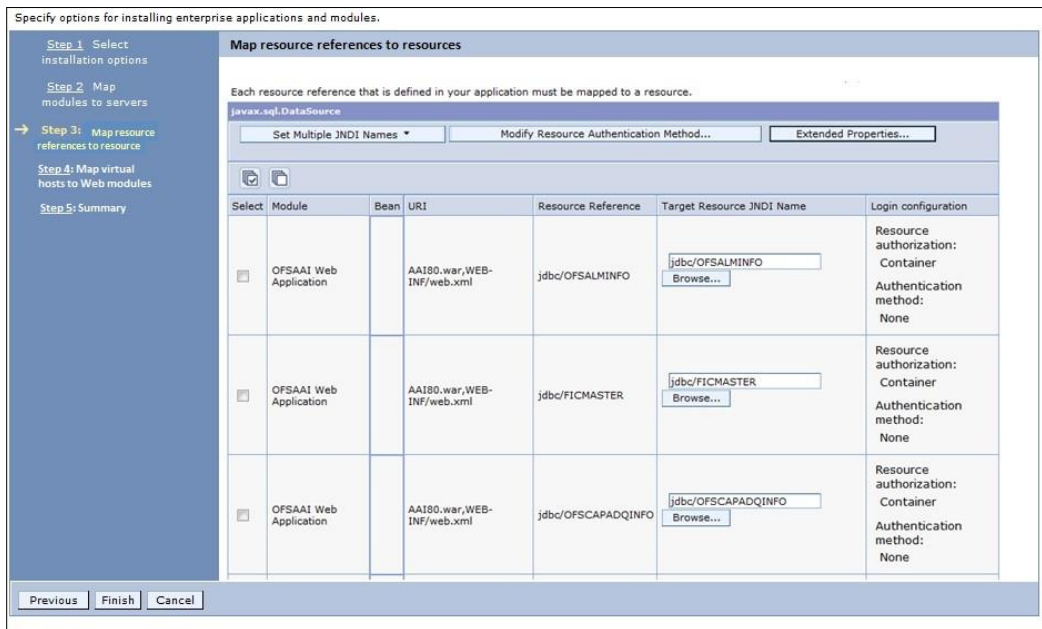 Specify options for installing enterprise applications and modules.
Step 1 Select
installation options
Step 2 Map
modules to servers
Step 3: Map resource
references to resource
Step 4: Map virtual
hosts to Web modules
Step 5: Summary
Map resource references to resources
Each resource reference that is defined in your application must be mapped to a resource.
javax.sql.DataSource
Set Multiple JNDI Names
Modify Resource Authentication Method...
Extended Properties...
Select Module Bean URI Resource Reference Target Resource JNDI Name Login configuration
OFSAAI Web
Application
AAI80.war,WEB-
INF/web.xml
jdbc/OFSALMINFO
jdbc/OFSALMINFO
Browse...
Resource
authorization:
Container
Authentication
method:
None
OFSAAI Web
Application
AAI80.war,WEB-
INF/web.xml
jdbc/FICMASTER
jdbc/FICMASTER
Browse...
Resource
authorization:
Container
Authentication
method:
None
OFSAAI Web
Application
AAI80.war,WEB-
INF/web.xml
jdbc/OFSCAPADQINFO
jdbc/OFSCAPADQINFO
Browse...
Resource
authorization:
Container
Authentication
method:
None
Previous Finish Cancel